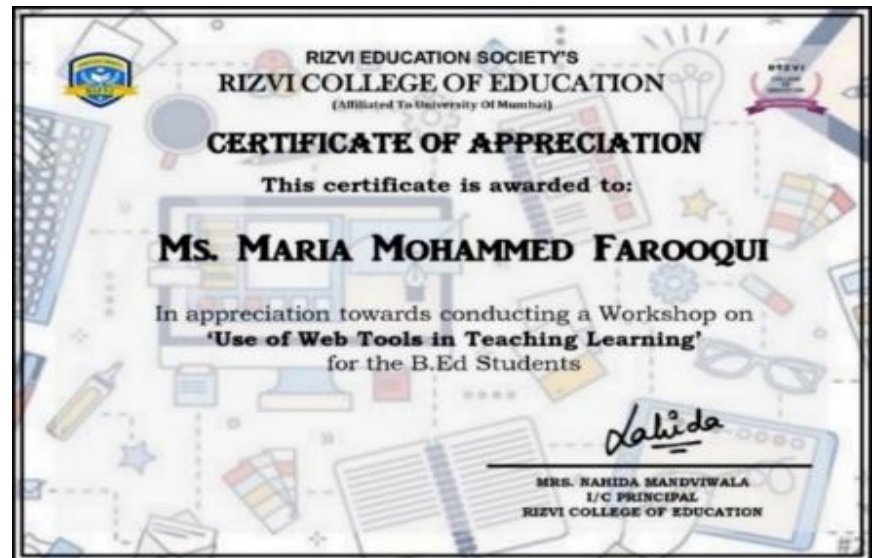 RIZVI EDUCATION SOCIETY'S
RIZVI COLLEGE OF EDUCATION
(Affiliated To University Of Mumbai)
CERTIFICATE OF APPRECIATION
This certificate is awarded to:
MS. MARIA MOHAMMED FAROOQUI
In appreciation towards conducting a Workshop on
'Use of Web Tools in Teaching Learning'
for the B.Ed Students
MRS. NAHIDA MANDVIWALA
I/C PRINCIPAL
RIZVI COLLEGE OF EDUCATION